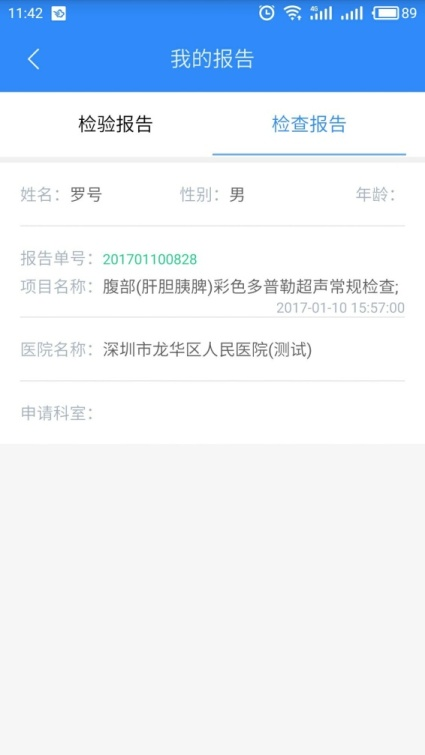 11:42 4G 89
我的报告
检验报告 检查报告
姓名: 罗号 性别: 男 年龄:
报告单号: 201701100828
项目名称: 腹部(肝胆胰脾)彩色多普勒超声常规检查;
2017-01-10 15:57:00
医院名称: 深圳市龙华区人民医院(测试)
申请科室: